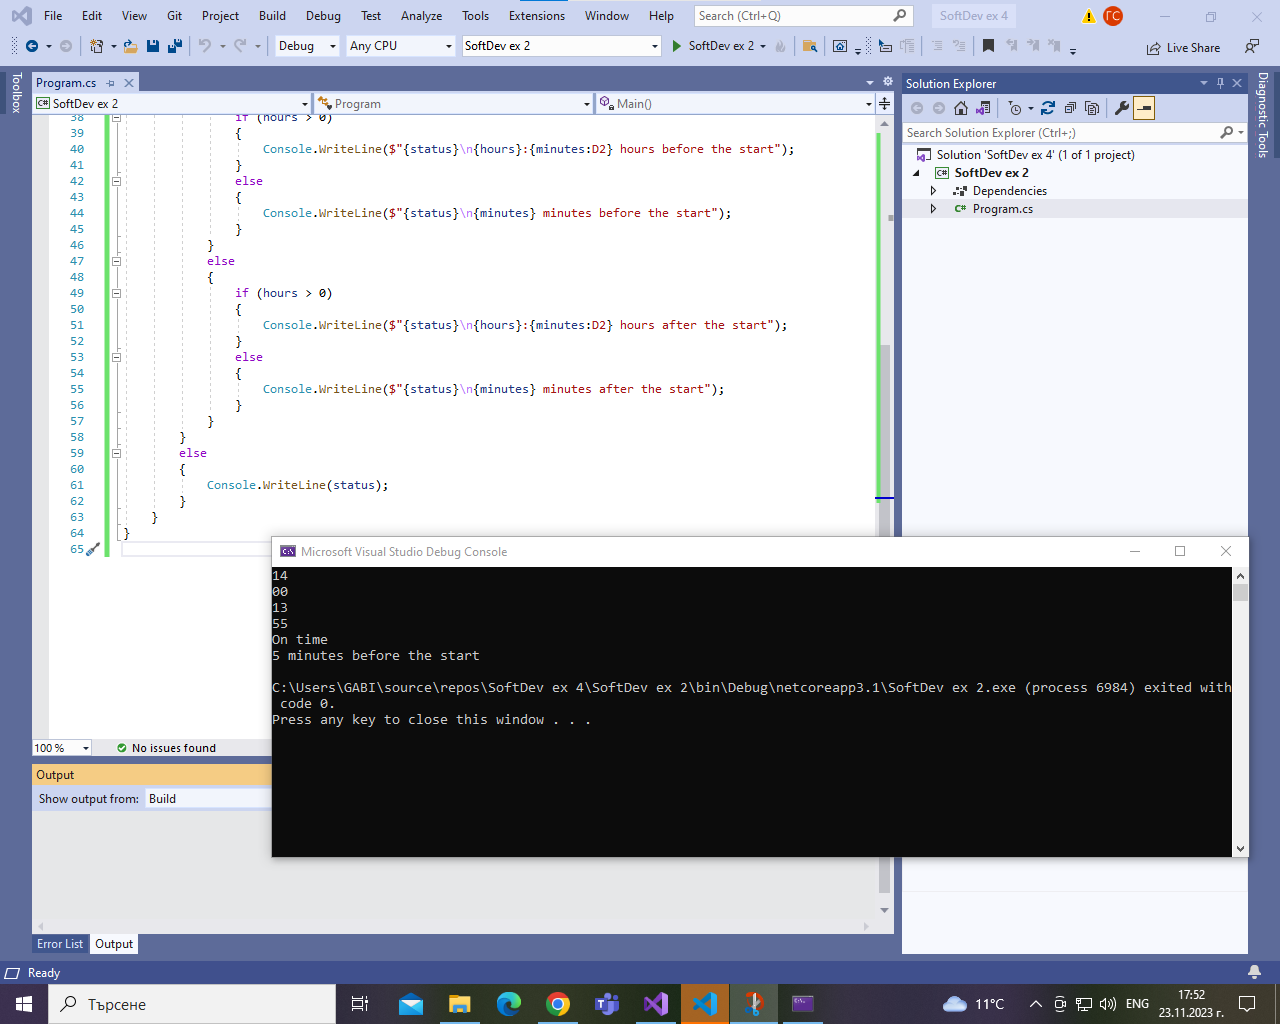 File Edit View Git Project Build Debug Test Analyze Tools Extensions Window Help Search (Ctrl+Q) SoftDev ex 4 ГС
Debug Any CPU SoftDev ex 2 SoftDev ex 2 Live Share
Toolbox
Program.cs
C# SoftDev ex 2 Program Main()
38 if (hours > 0)
39 {
40 Console.WriteLine($"{status}\n{hours}:{minutes:D2} hours before the start");
41 }
42 else
43 {
44 Console.WriteLine($"{status}\n{minutes} minutes before the start");
45 }
46 }
47 else
48 {
49 if (hours > 0)
50 {
51 Console.WriteLine($"{status}\n{hours}:{minutes:D2} hours after the start");
52 }
53 else
54 {
55 Console.WriteLine($"{status}\n{minutes} minutes after the start");
56 }
57 }
58 }
59 else
60 {
61 Console.WriteLine(status);
62 }
63 }
64 }
65
100 % No issues found
Output
Show output from: Build
Error List Output
Solution Explorer
Search Solution Explorer (Ctrl+;)
Solution 'SoftDev ex 4' (1 of 1 project)
C# SoftDev ex 2
Dependencies
C# Program.cs
Diagnostic Tools
C:\ Microsoft Visual Studio Debug Console
14
00
13
55
On time
5 minutes before the start
C:\Users\GABI\source\repos\SoftDev ex 4\SoftDev ex 2\bin\Debug\netcoreapp3.1\SoftDev ex 2.exe (process 6984) exited with
code 0.
Press any key to close this window . . .
Ready
Търсене
11°C
ENG
17:52
23.11.2023 г.